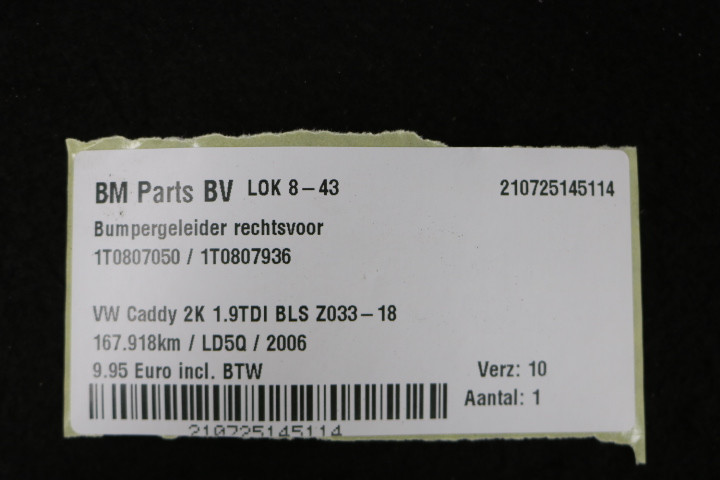 BM Parts BV LOK 8-43 210725145114
Bumpergeleider rechtsvoor
1T0807050 / 1T0807936
VW Caddy 2K 1.9TDI BLS Z033-18
167.918km / LD5Q / 2006
9.95 Euro incl. BTW Verz: 10
Aantal: 1
210725145114